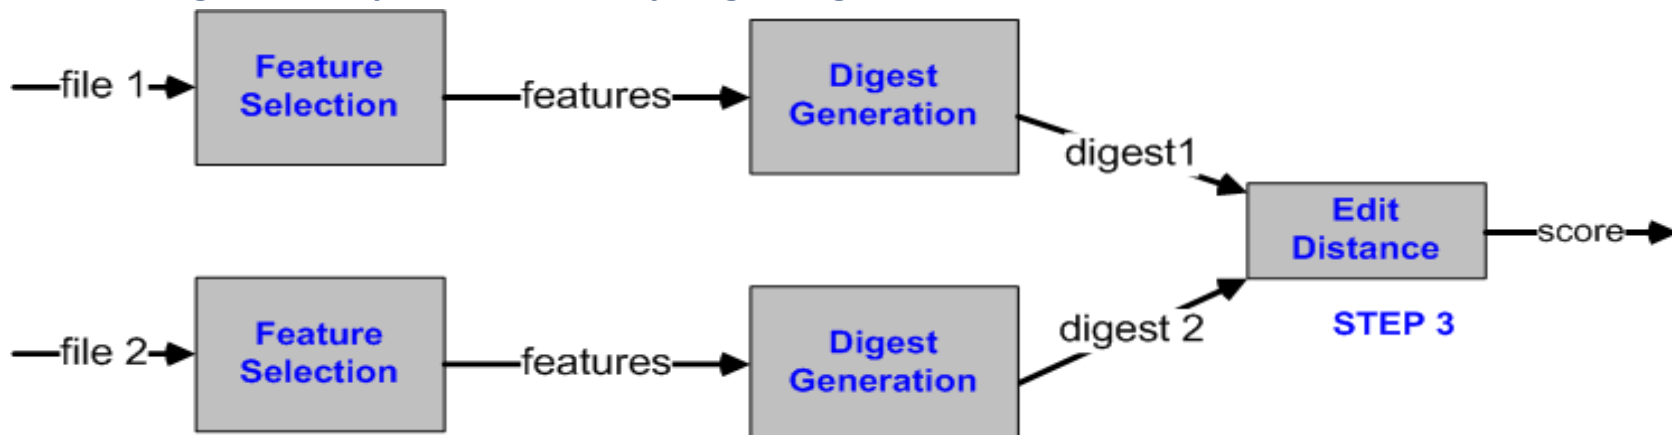 file 1
Feature
Selection
features
Digest
Generation
digest1
Edit
Distance
score
STEP 3
file 2
Feature
Selection
features
Digest
Generation
digest 2